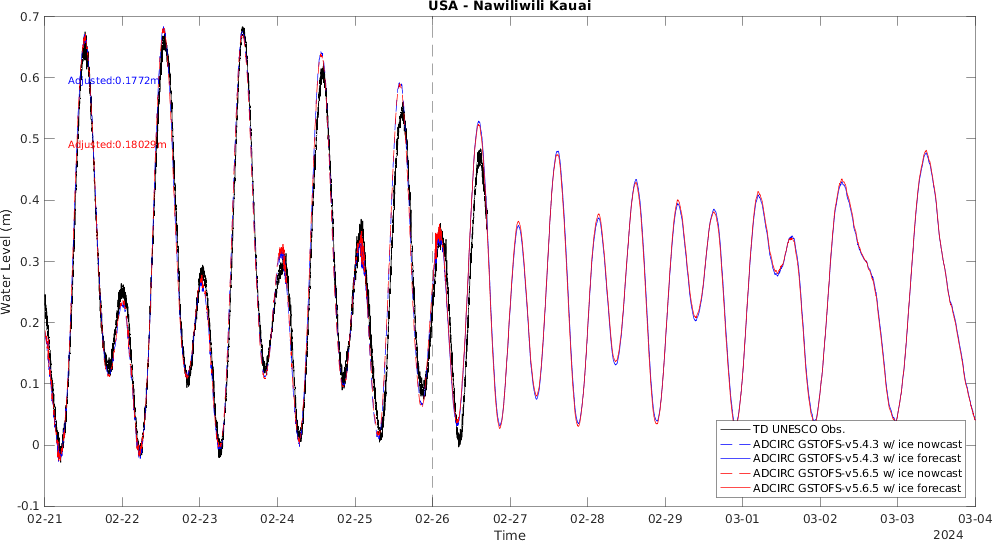 USA - Nawiliwili Kauai
0.7
0.6
0.5
0.4
0.3
0.2
0.1
0
-0.1
Water Level (m)
Adjusted:0.1772m
Adjusted:0.18029m
TD UNESCO Obs.
ADCIRC GSTOFS-v5.4.3 w/ ice nowcast
ADCIRC GSTOFS-v5.4.3 w/ ice forecast
ADCIRC GSTOFS-v5.6.5 w/ ice nowcast
ADCIRC GSTOFS-v5.6.5 w/ ice forecast
02-21 02-22 02-23 02-24 02-25 02-26 02-27 02-28 02-29 03-01 03-02 03-03 03-04
Time
2024